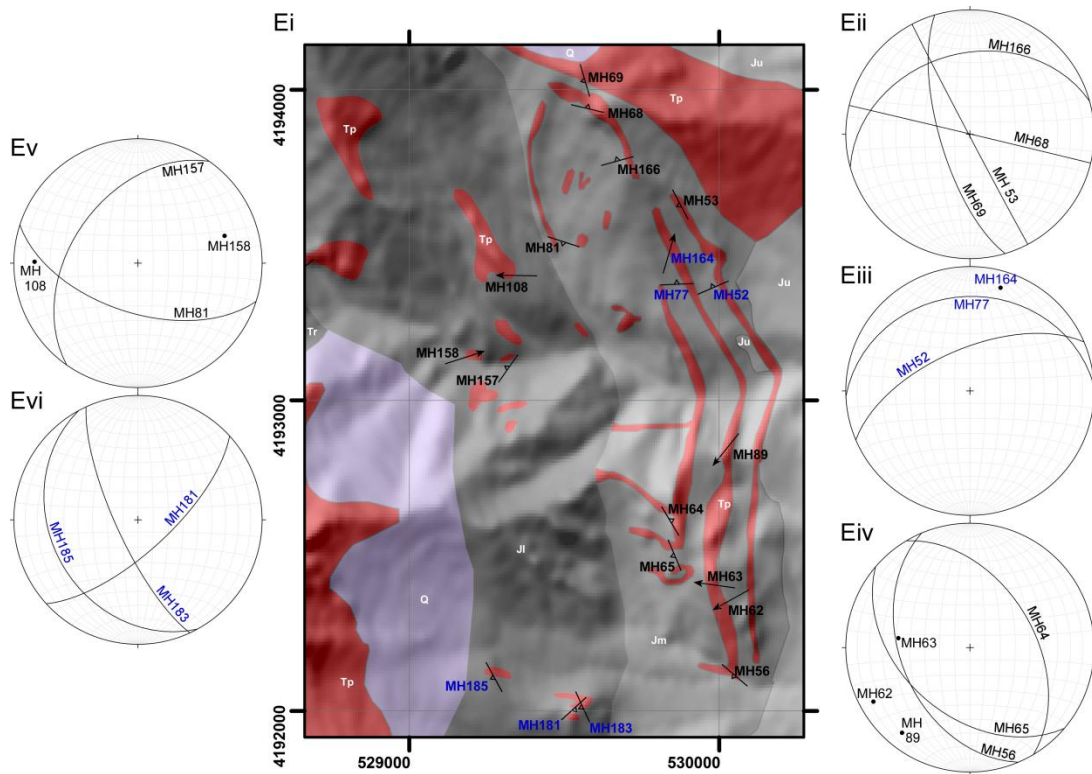 Ei
Q
Ju
MH69
Tp
MH68
Tp
MH166
MH53
Tp
MH81
MH164
MH108
MH77
MH52
Ju
Tr
MH158
Ju
MH157
MH89
Tp
MH64
MH65
MH63
Jl
MH62
Q
Jm
MH56
MH185
Tp
MH181
MH183
4194000
4193000
4192000
529000
530000
Eii
MH166
MH68
MH 53
MH69
Eiii
MH164
MH77
MH52
Eiv
MH64
MH63
MH62
MH
89
MH65
MH56
Ev
MH157
MH158
MH
108
MH81
Evi
MH181
MH185
MH183